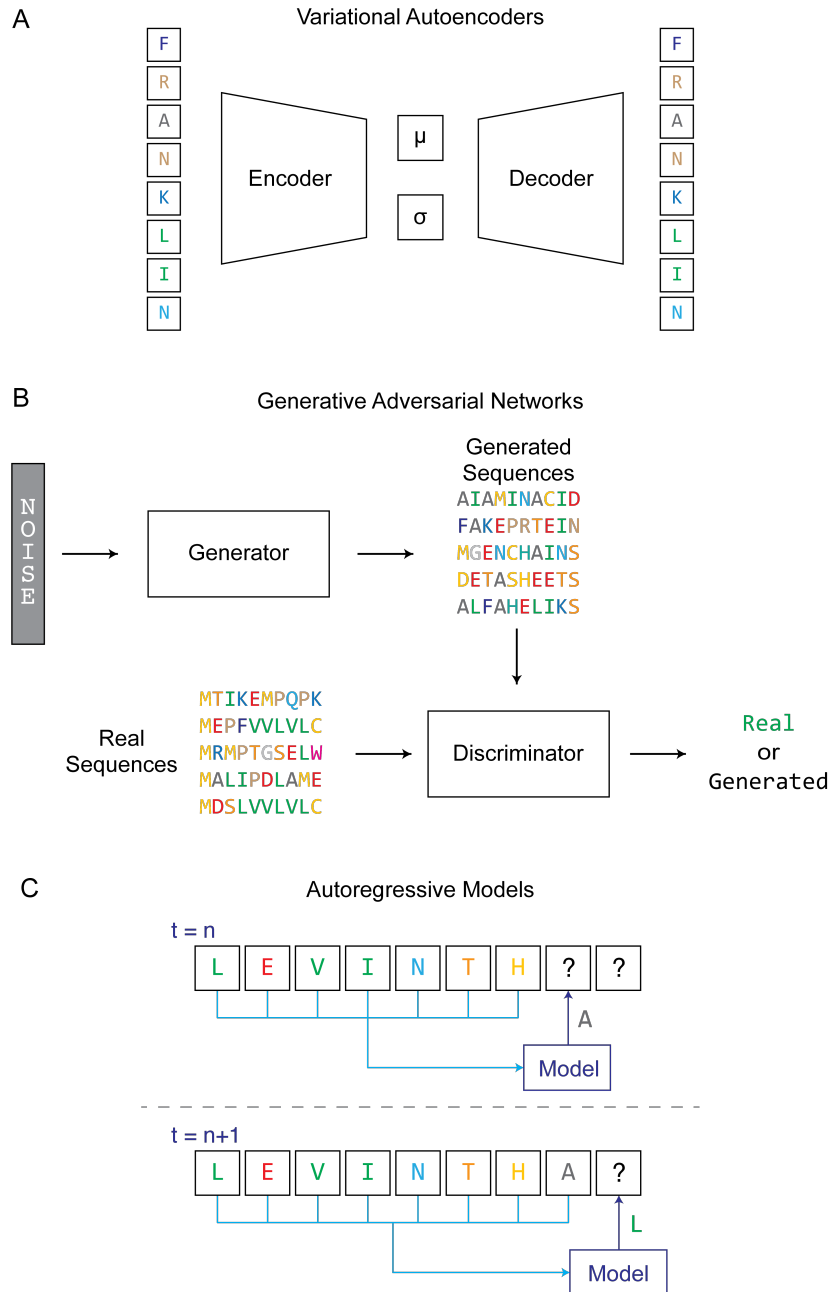 A
Variational Autoencoders
F
R
A
N
K
L
I
N
Encoder
μ
σ
Decoder
F
R
A
N
K
L
I
N
B
Generative Adversarial Networks
NOISE
Generator
Generated
Sequences
AIAMINACID
FAKEPRTEIN
MGENCHAINS
DETASHEETS
ALFAHELIKS
Real
Sequences
MTIKEMPQPK
MEPFVVLVLC
MRMPTGSELW
MALIPDLAME
MDSLVVLVLC
Discriminator
Real
or
Generated
C
Autoregressive Models
t = n
L E V I N T H ? ?
A
Model
t = n+1
L E V I N T H A ?
L
Model